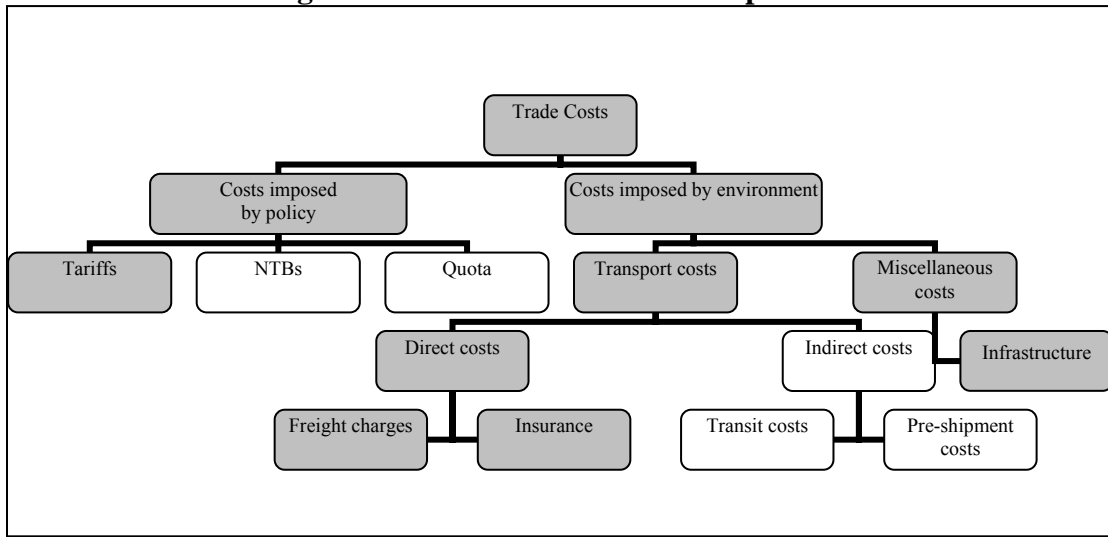 Trade Costs
Costs imposed
by policy
Costs imposed by environment
Tariffs
NTBs
Quota
Transport costs
Miscellaneous
costs
Direct costs
Indirect costs
Infrastructure
Freight charges
Insurance
Transit costs
Pre-shipment
costs